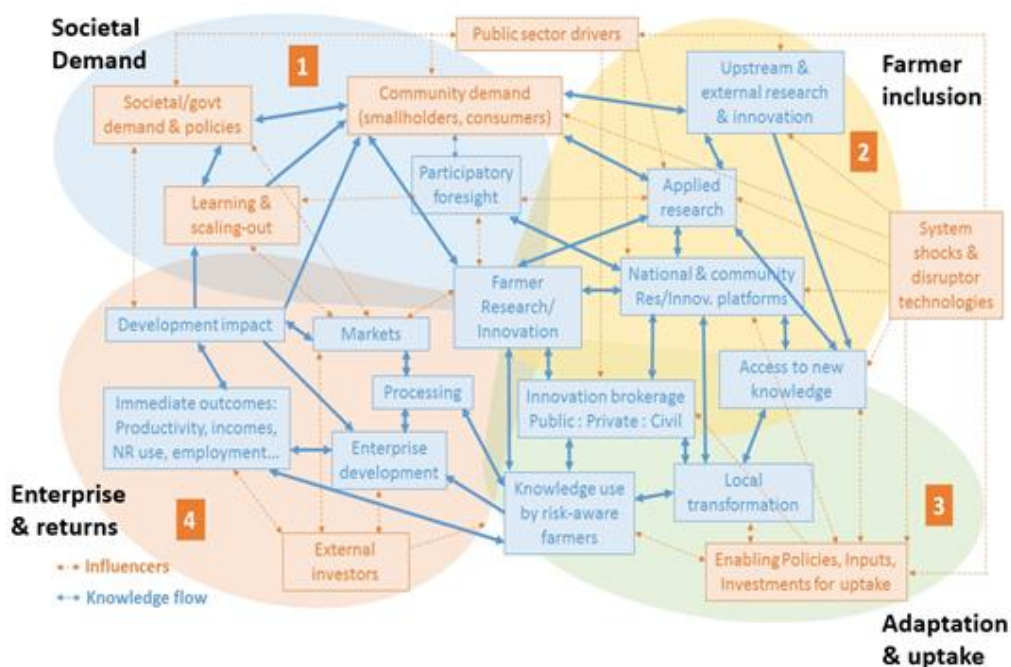 Societal
Demand
1
Public sector drivers
Upstream &
external research
& innovation
Farmer
inclusion
2
Societal/govt
demand & policies
Community demand
(smallholders, consumers)
Participatory
foresight
Applied
research
Learning &
scaling-out
System
shocks &
disruptor
technologies
Farmer
Research/
Innovation
National & community
Res/Innov. platforms
Development impact
Markets
Access to new
knowledge
Processing
Innovation brokerage
Public : Private : Civil
Immediate outcomes:
Productivity, incomes,
NR use, employment...
Enterprise
development
Knowledge use
by risk-aware
farmers
Local
transformation
Enterprise
& returns
4
3
External
investors
Enabling Policies, Inputs,
Investments for uptake
Influencers
Knowledge flow
Adaptation
& uptake